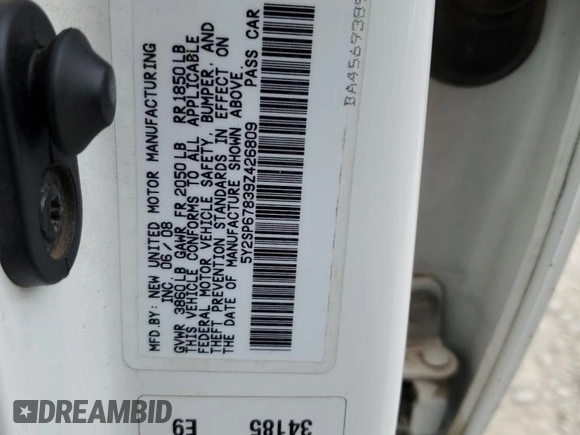 MFD.BY: NEW UNITED MOTOR MANUFACTURING
INC 06/08
GVWR 3860LB GAWR FR 2050LB RR 1850LB
THIS VEHICLE CONFORMS TO ALL APPLICABLE
FEDERAL MOTOR VEHICLE SAFETY, BUMPER, AND
THEFT PREVENTION STANDARDS IN EFFECT ON
DATE OF MANUFACTURE SHOWN ABOVE.
5Y2SP67839Z426809 PASS CAR
34185
E9
DREAMBID